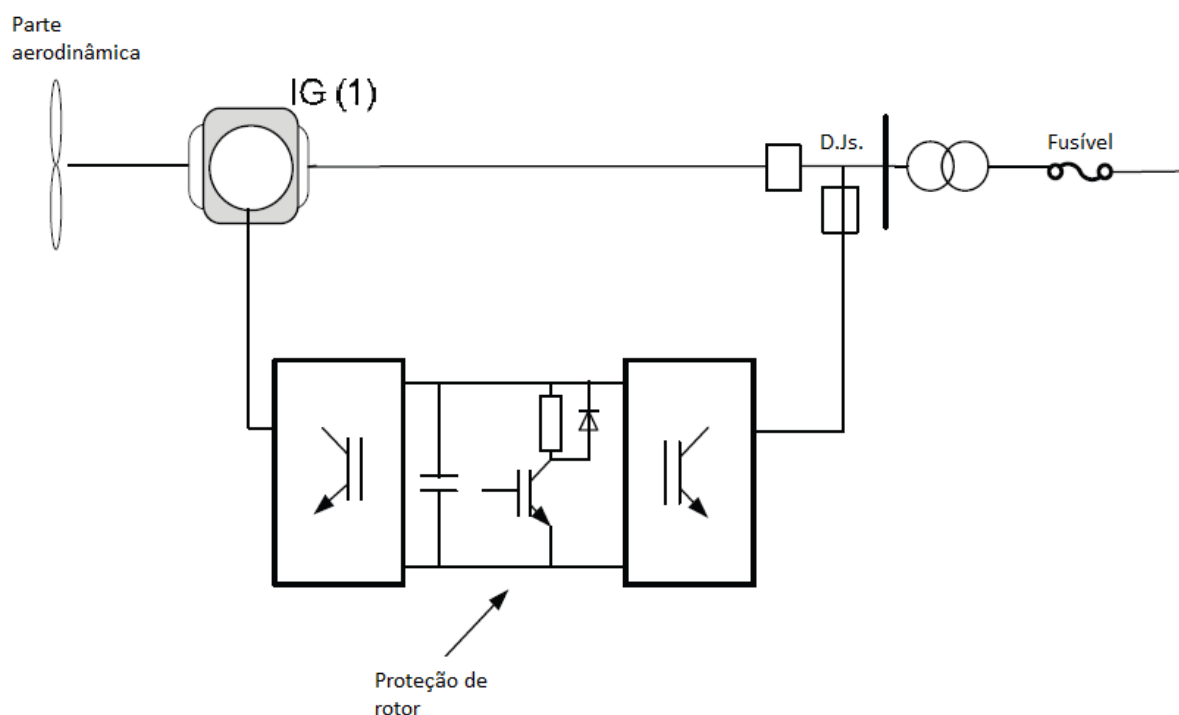 Parte
aerodinâmica
IG (1)
D.Js.
Fusível
Proteção de
rotor